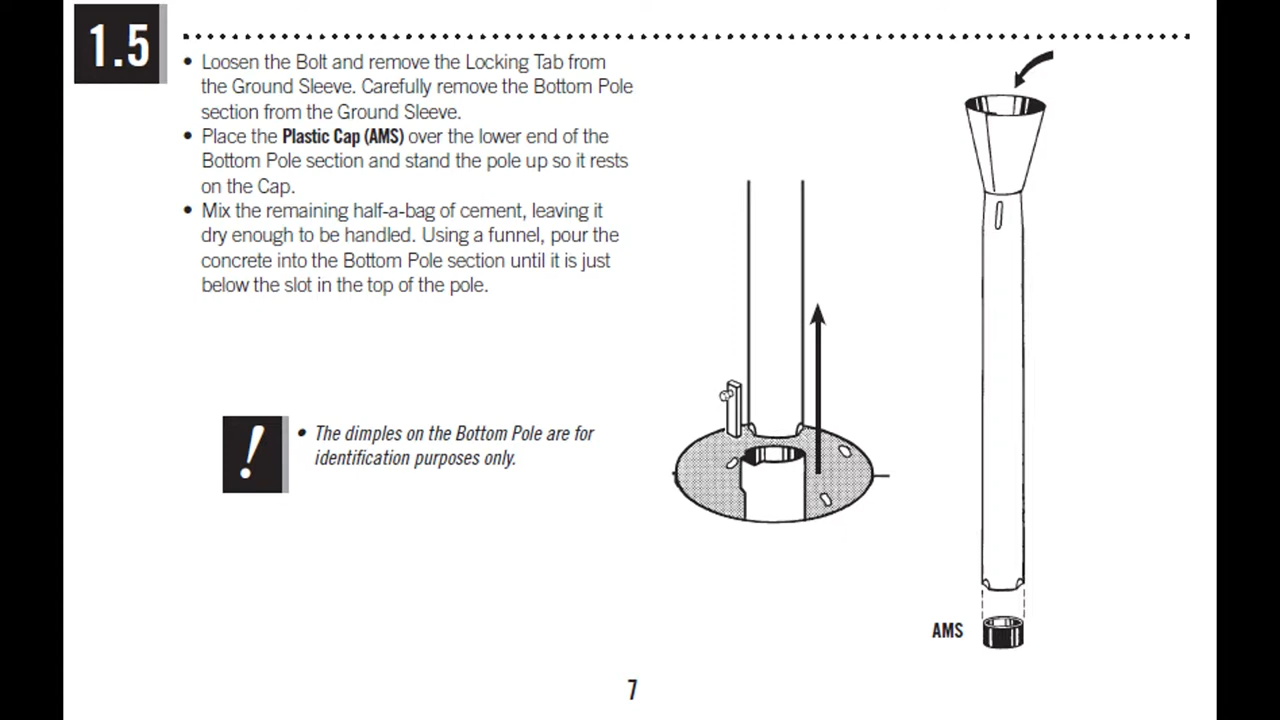 1.5
• Loosen the Bolt and remove the Locking Tab from
the Ground Sleeve. Carefully remove the Bottom Pole
section from the Ground Sleeve.
• Place the Plastic Cap (AMS) over the lower end of the
Bottom Pole section and stand the pole up so it rests
on the Cap.
• Mix the remaining half-a-bag of cement, leaving it
dry enough to be handled. Using a funnel, pour the
concrete into the Bottom Pole section until it is just
below the slot in the top of the pole.
!
• The dimples on the Bottom Pole are for
identification purposes only.
AMS
7